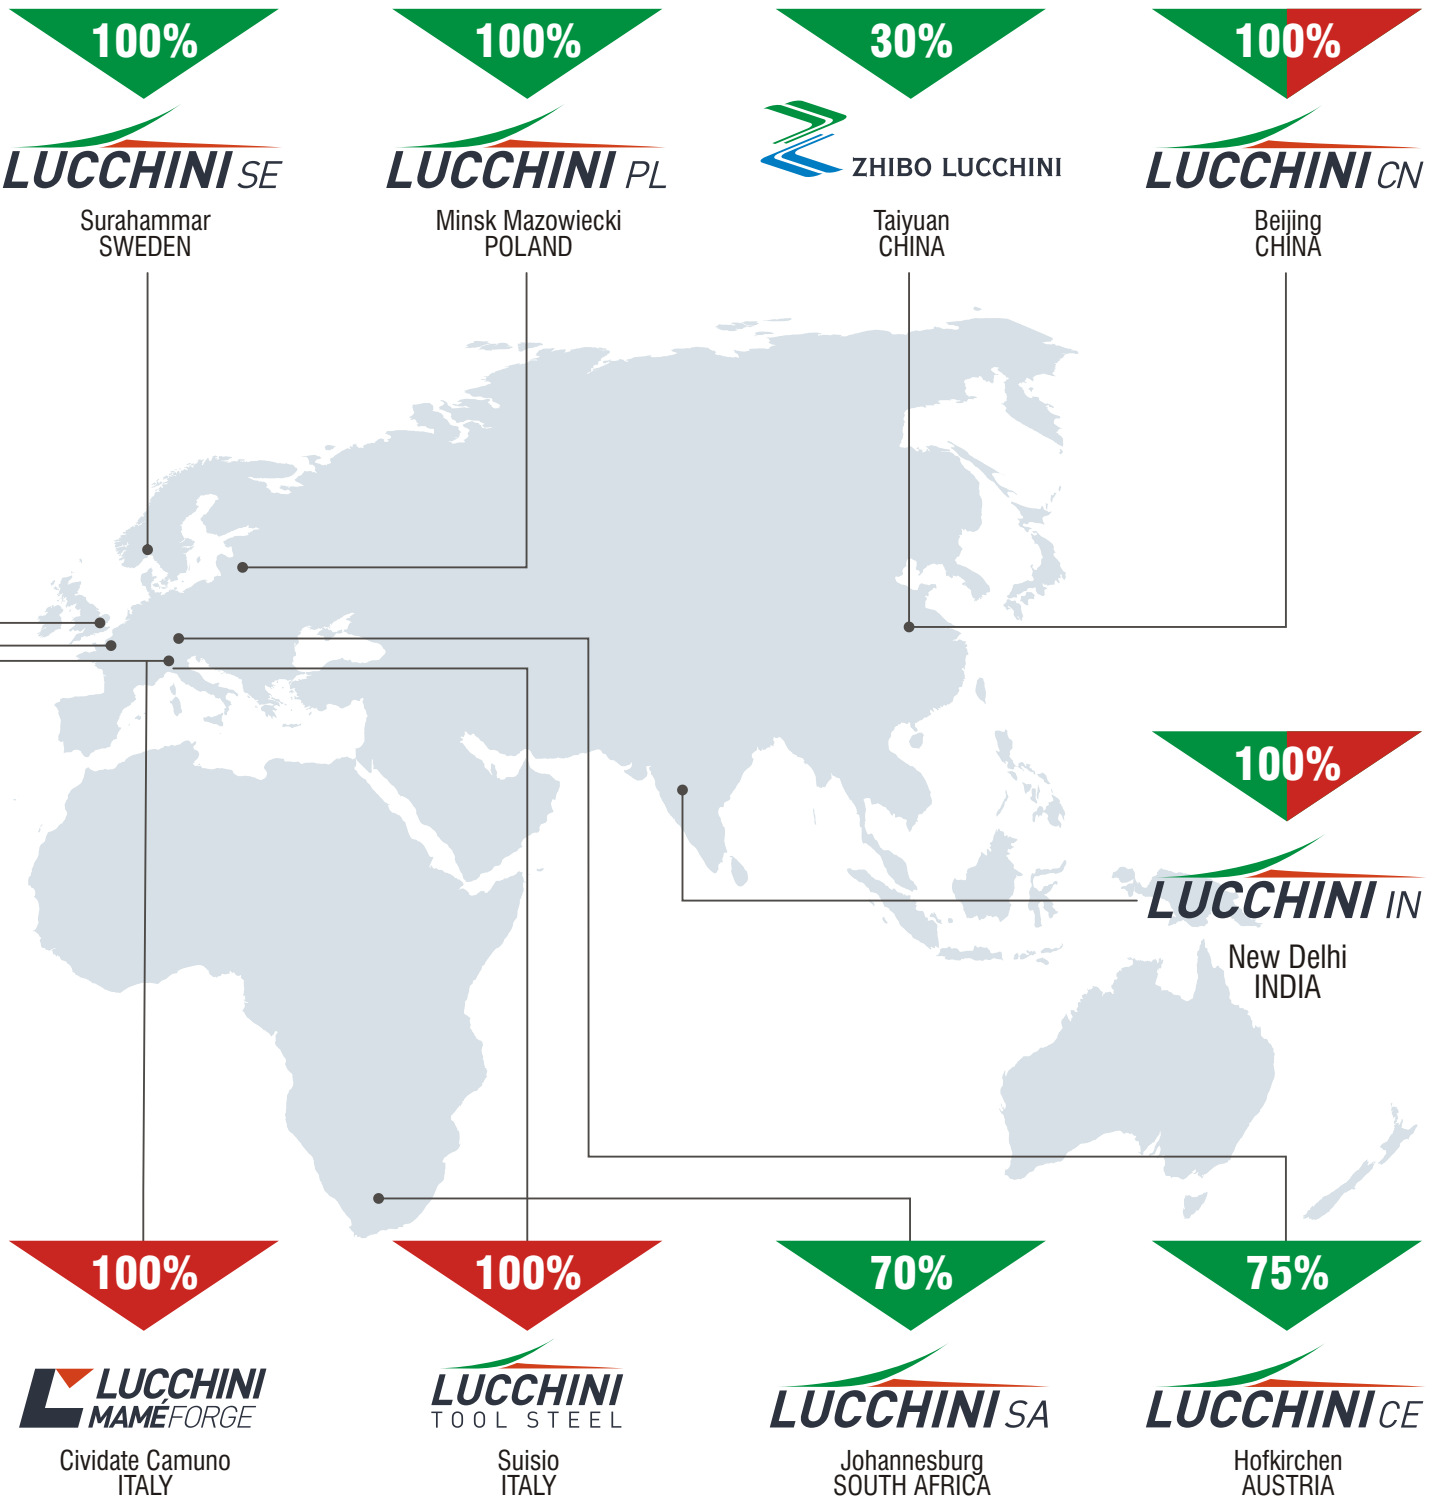 100%
LUCCHINI SE
Surahammar
SWEDEN
100%
LUCCHINI PL
Minsk Mazowiecki
POLAND
30%
ZHIBO LUCCHINI
Taiyuan
CHINA
100%
LUCCHINI CN
Beijing
CHINA
100%
LUCCHINI IN
New Delhi
INDIA
100%
LUCCHINI
MAMÉFORGE
Cividate Camuno
ITALY
100%
LUCCHINI
TOOL STEEL
Suisio
ITALY
70%
LUCCHINI SA
Johannesburg
SOUTH AFRICA
75%
LUCCHINI CE
Hofkirchen
AUSTRIA